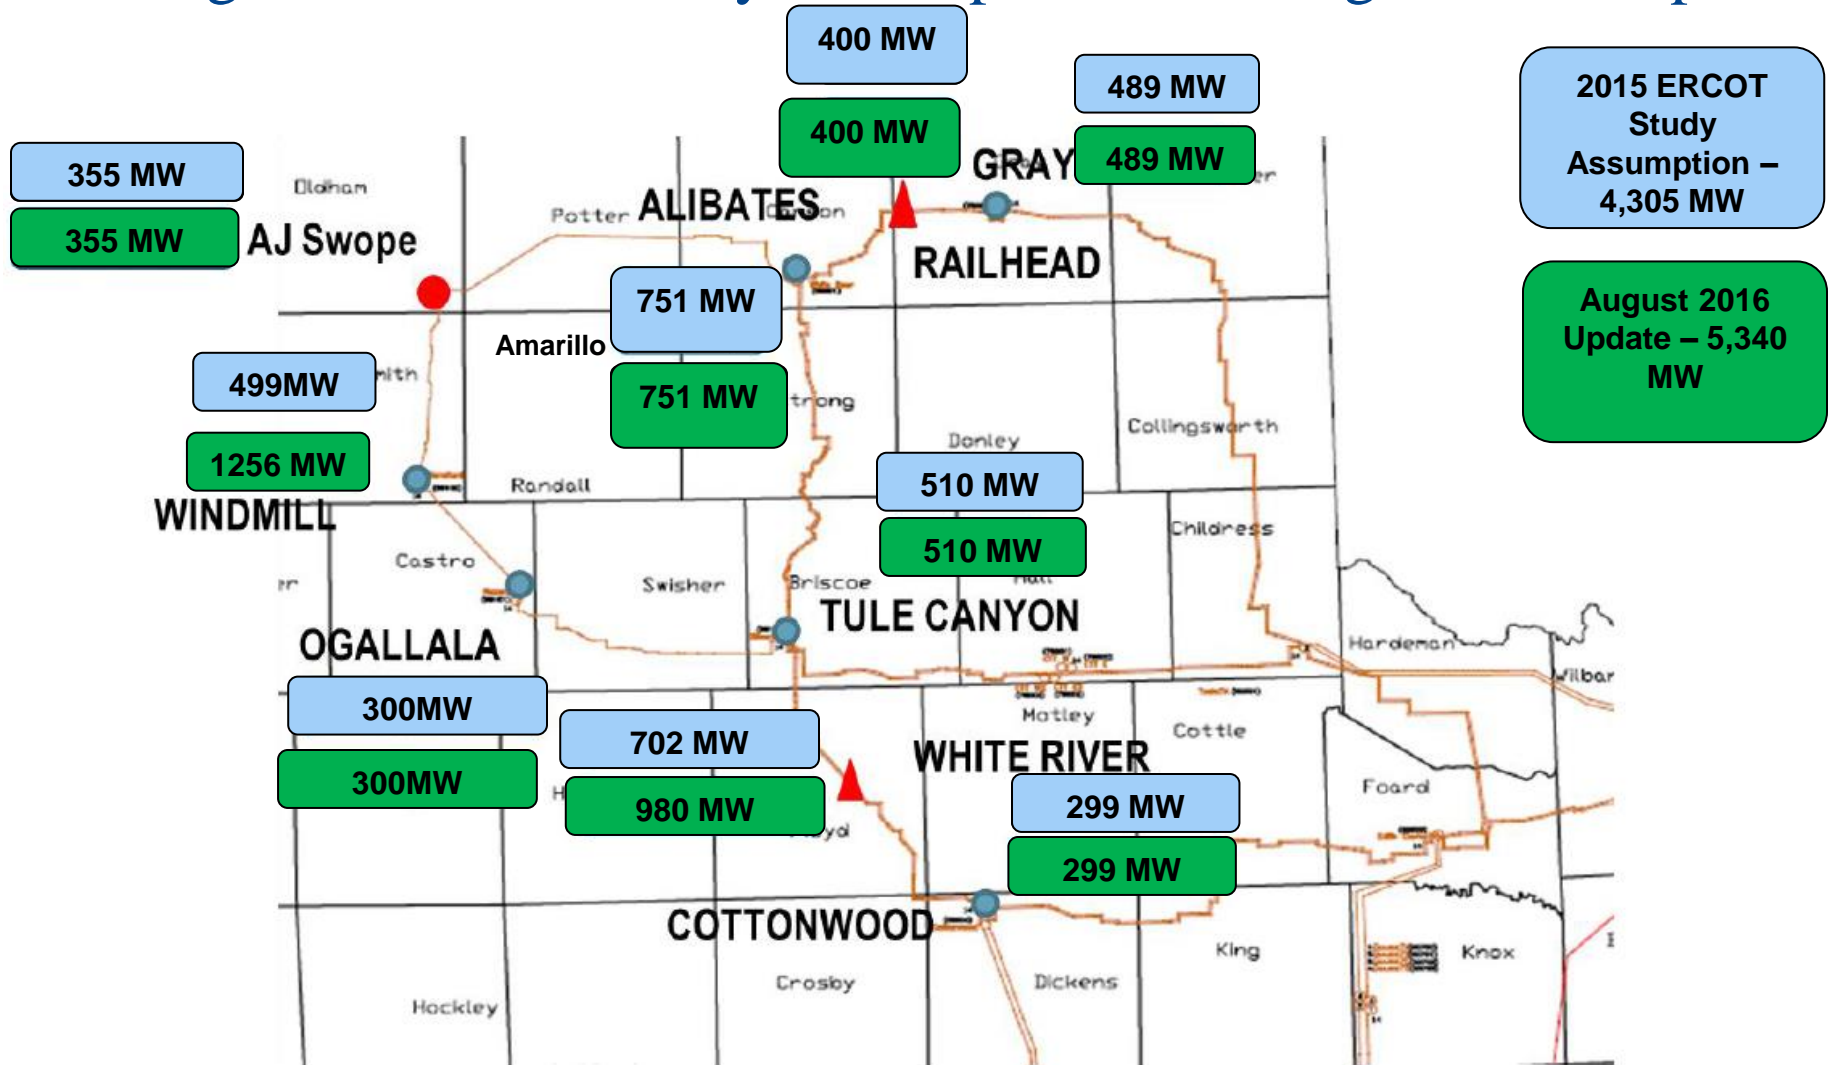 400 MW
400 MW
489 MW
489 MW
2015 ERCOT
Study
Assumption –
4,305 MW
August 2016
Update – 5,340
MW
355 MW
355 MW
Oldham
AJ Swope
Potter
ALIBATES
GRAY
RAILHEAD
751 MW
751 MW
Amarillo
499MW
1256 MW
WINDMILL
Randall
Donley
Collingsworth
510 MW
510 MW
Childress
Castro
Swisher
Briscoe
TULE CANYON
OGALLALA
Hardeman
300MW
300MW
702 MW
980 MW
Motley
Cottle
WHITE RIVER
299 MW
299 MW
Foard
COTTONWOOD
Crosby
Dickens
King
Knox
Hockley